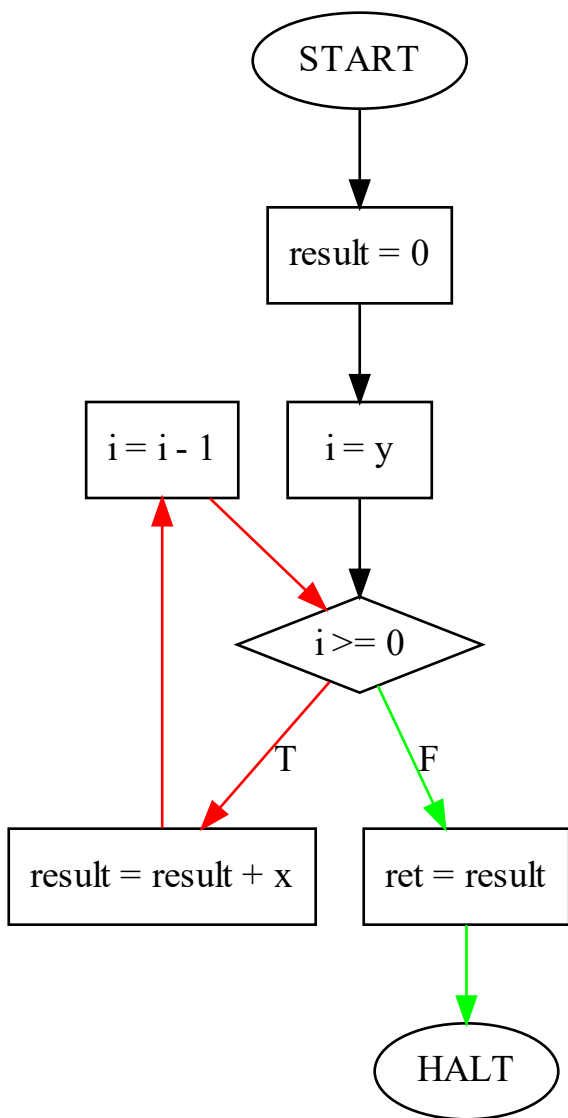 START
result = 0
i = i - 1
i = y
i >= 0
T
F
result = result + x
ret = result
HALT